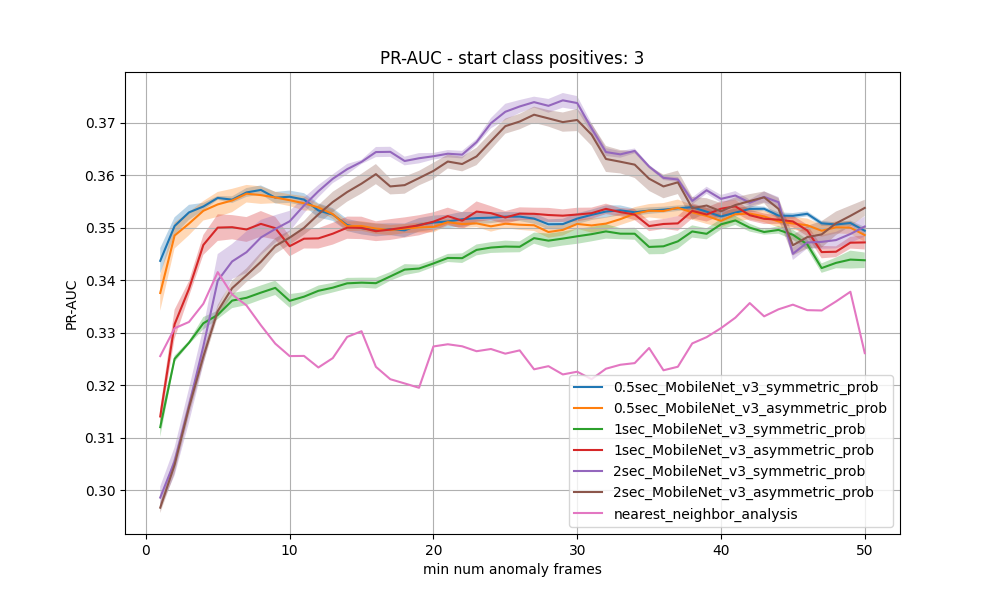 PR-AUC - start class positives: 3
PR-AUC
0.37
0.36
0.35
0.34
0.33
0.32
0.31
0.30
0.5sec_MobileNet_v3_symmetric_prob
0.5sec_MobileNet_v3_asymmetric_prob
1sec_MobileNet_v3_symmetric_prob
1sec_MobileNet_v3_asymmetric_prob
2sec_MobileNet_v3_symmetric_prob
2sec_MobileNet_v3_asymmetric_prob
nearest_neighbor_analysis
0 10 20 30 40 50
min num anomaly frames